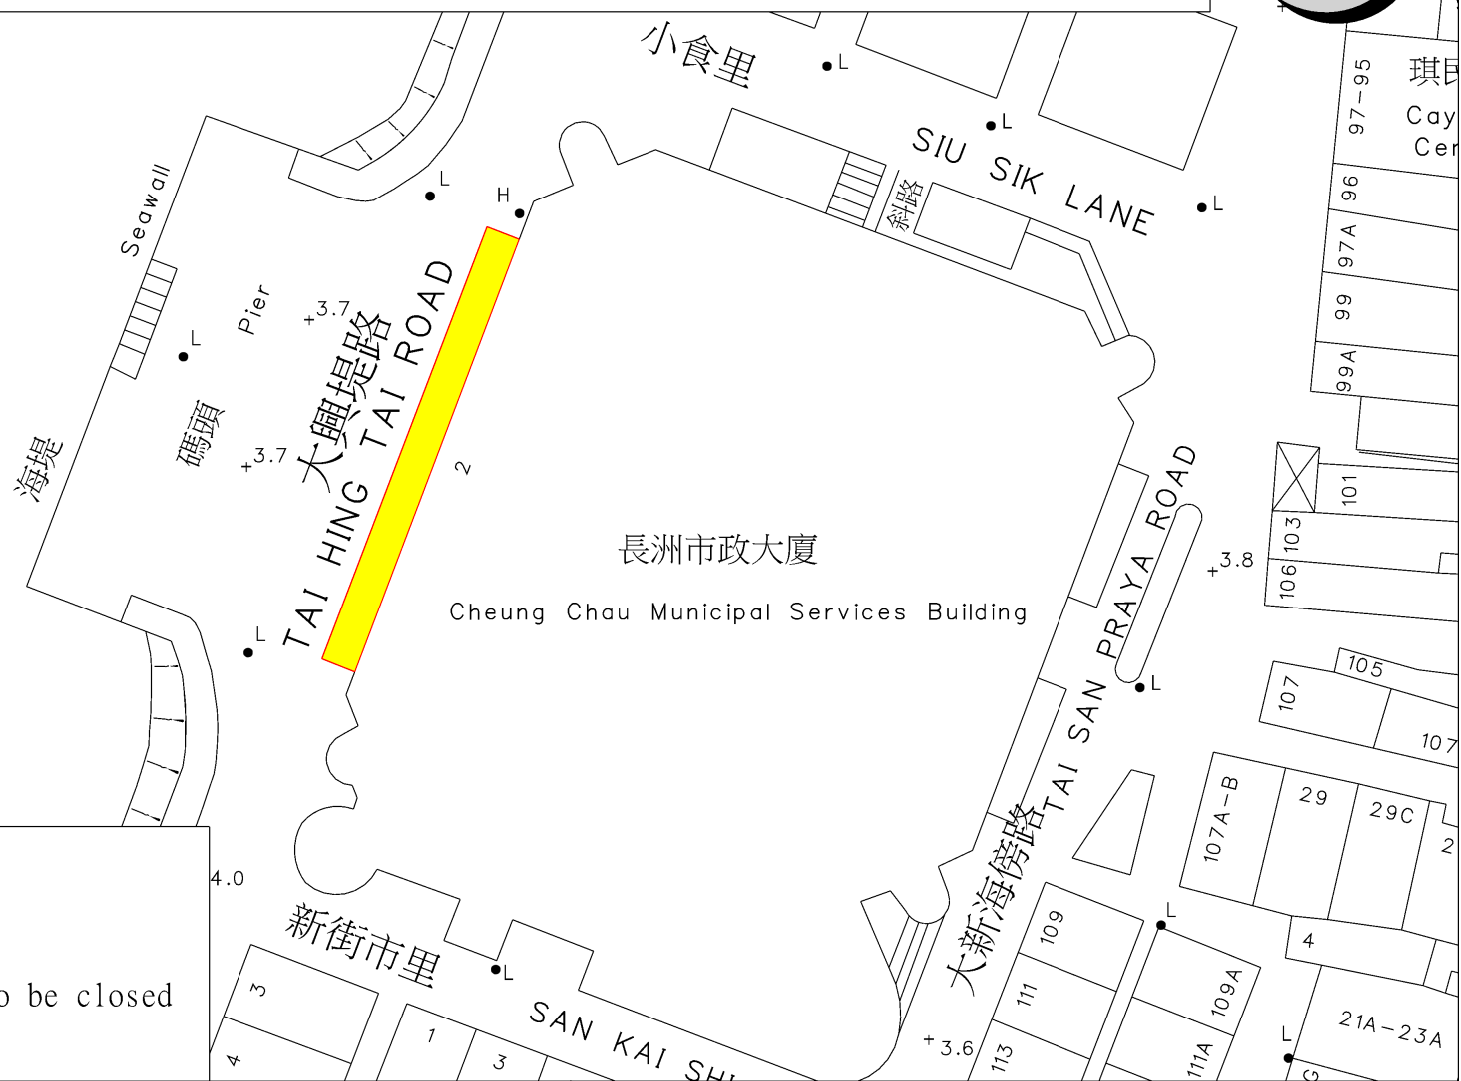 小食里
L
L
SIU SIK LANE
斜路
L
97-95
琪民
Cay
Cer
96
97A
99
99A
Seawall
L
H
L
Pier
碼頭
海堤
+3.7
+3.7
大興堤路
TAI HING TAI ROAD
2
長洲市政大廈
Cheung Chau Municipal Services Building
L
TAI SAN PRAYA ROAD
大新海傍路
+3.8
L
101
103
106
105
107
107
107A-B
29
29C
2
4.0
新街市里
L
SAN KAI SHI
3
4
1
3
o be closed
109
111
113
+3.6
L
109A
111A
4
21A-23A
L
G